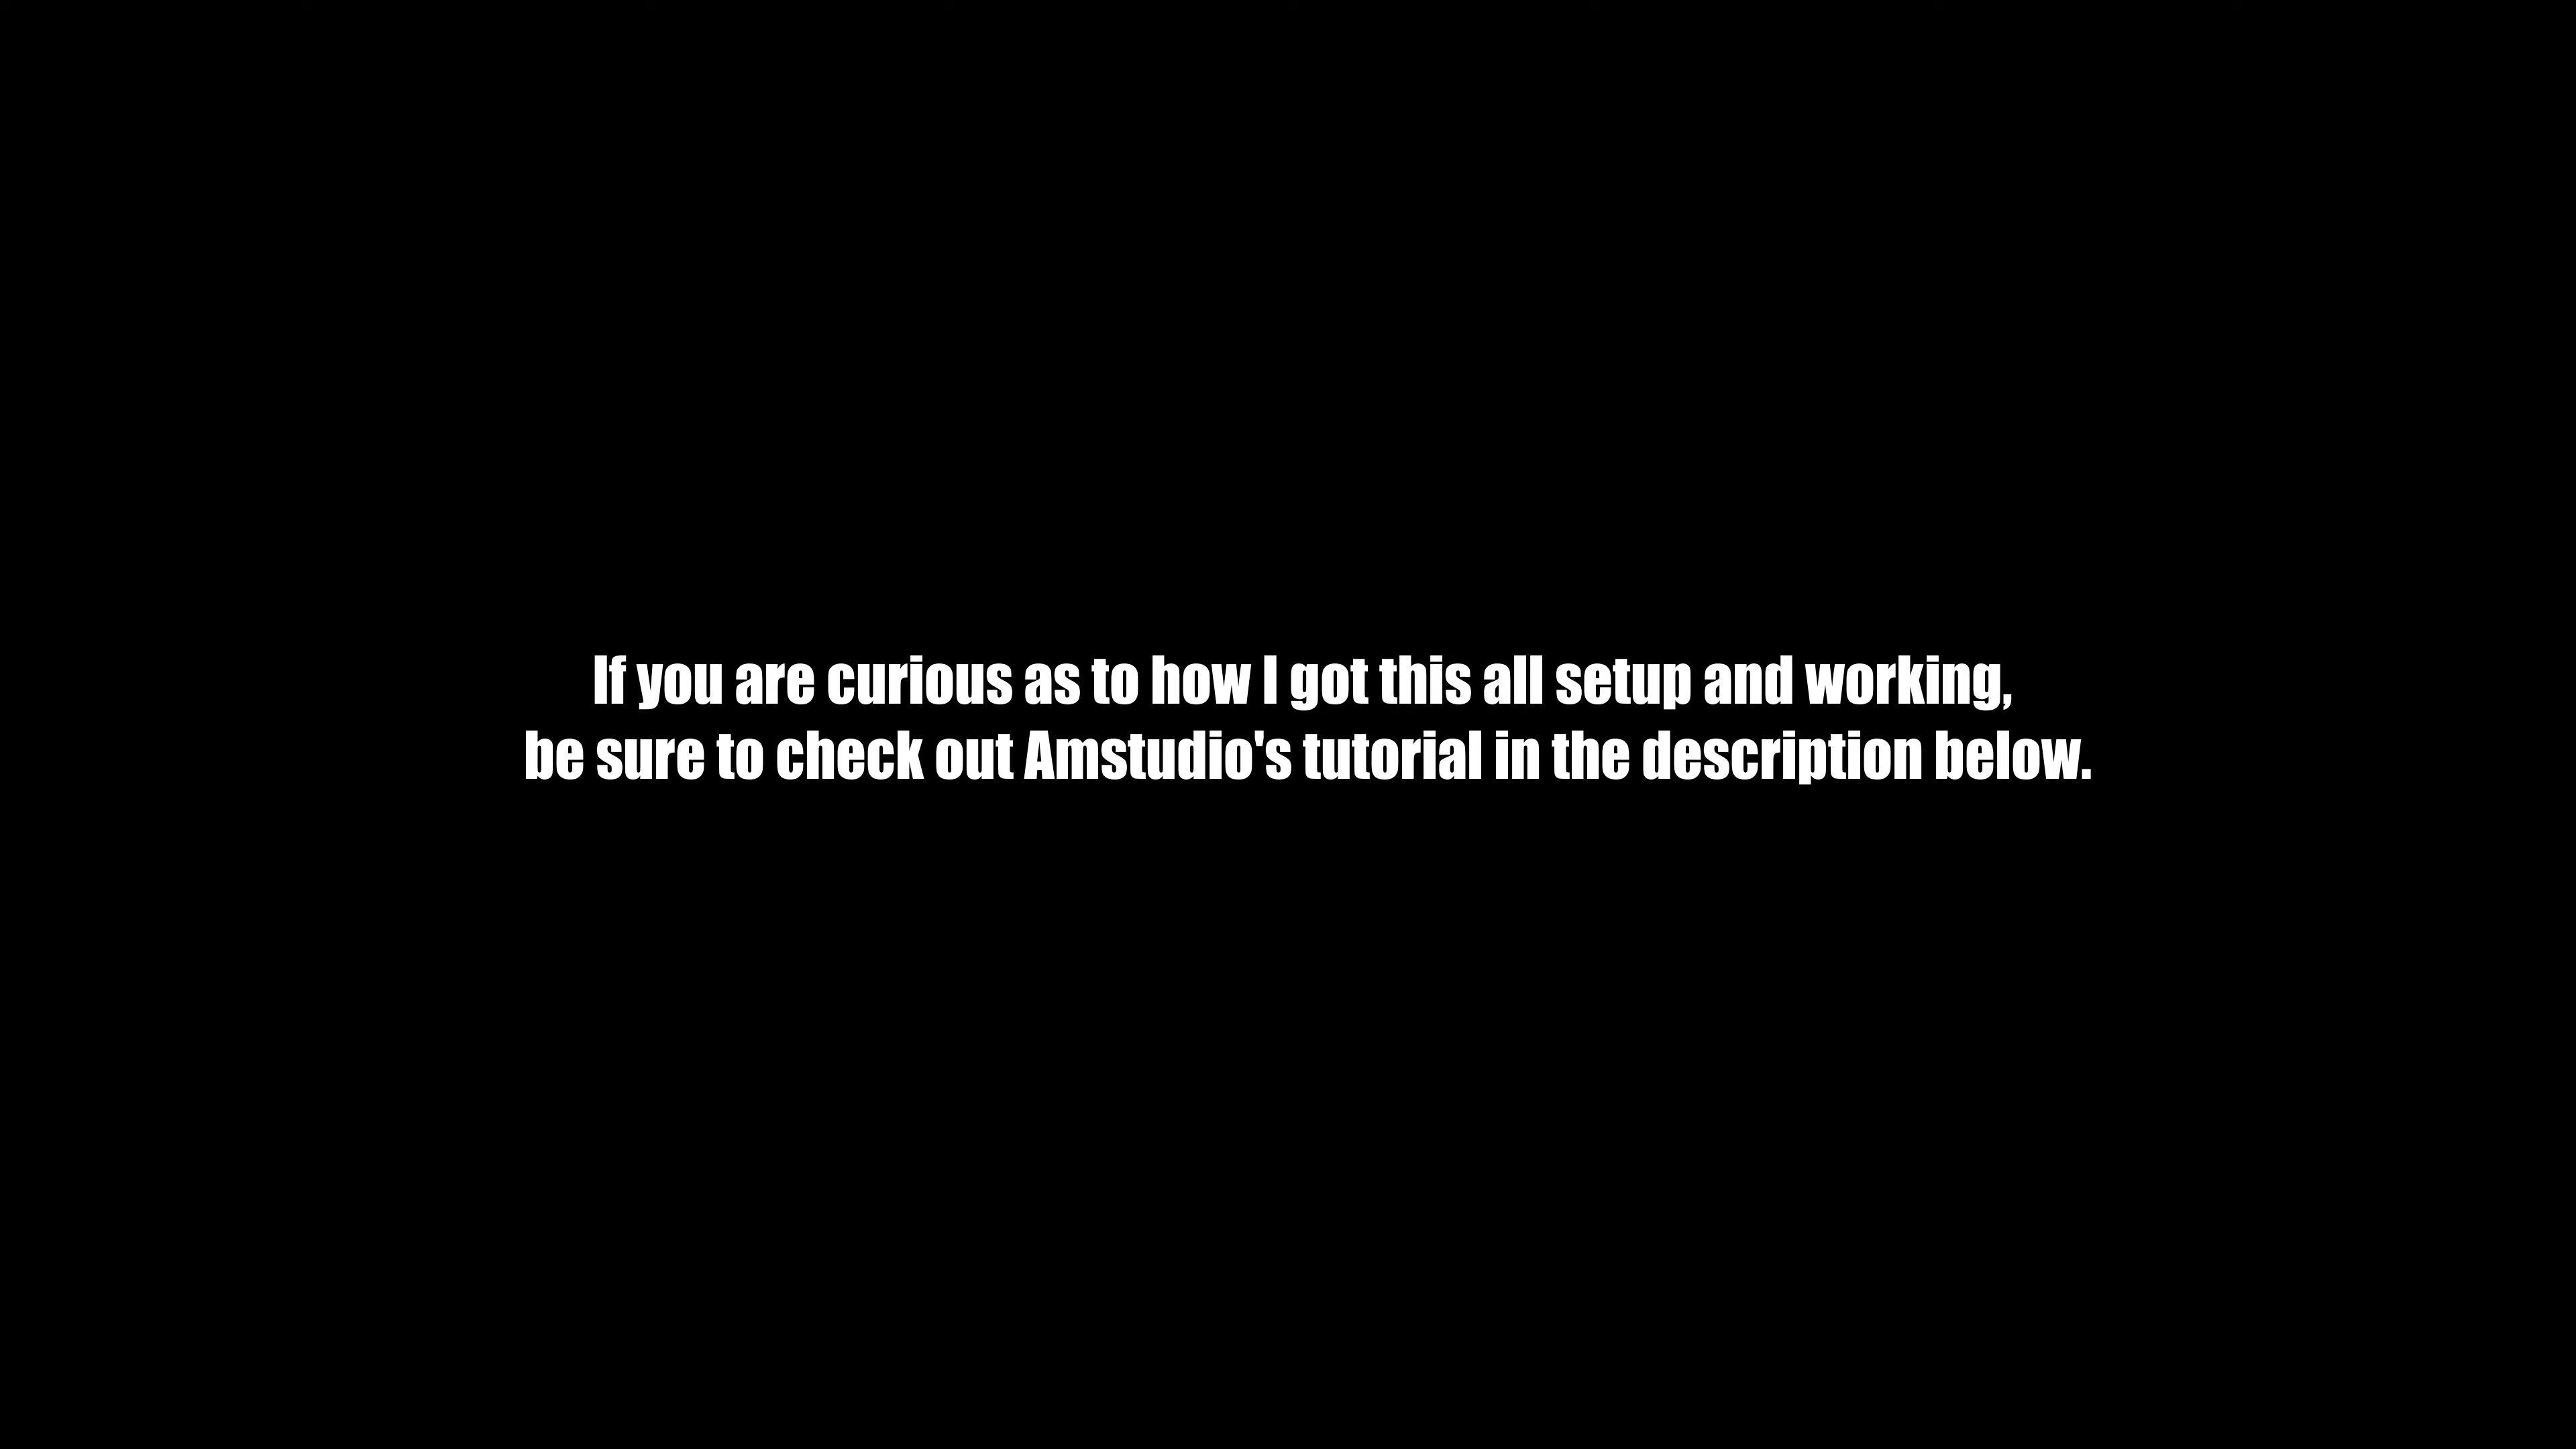 If you are curious as to how I got this all setup and working,
be sure to check out Amstudio's tutorial in the description below.